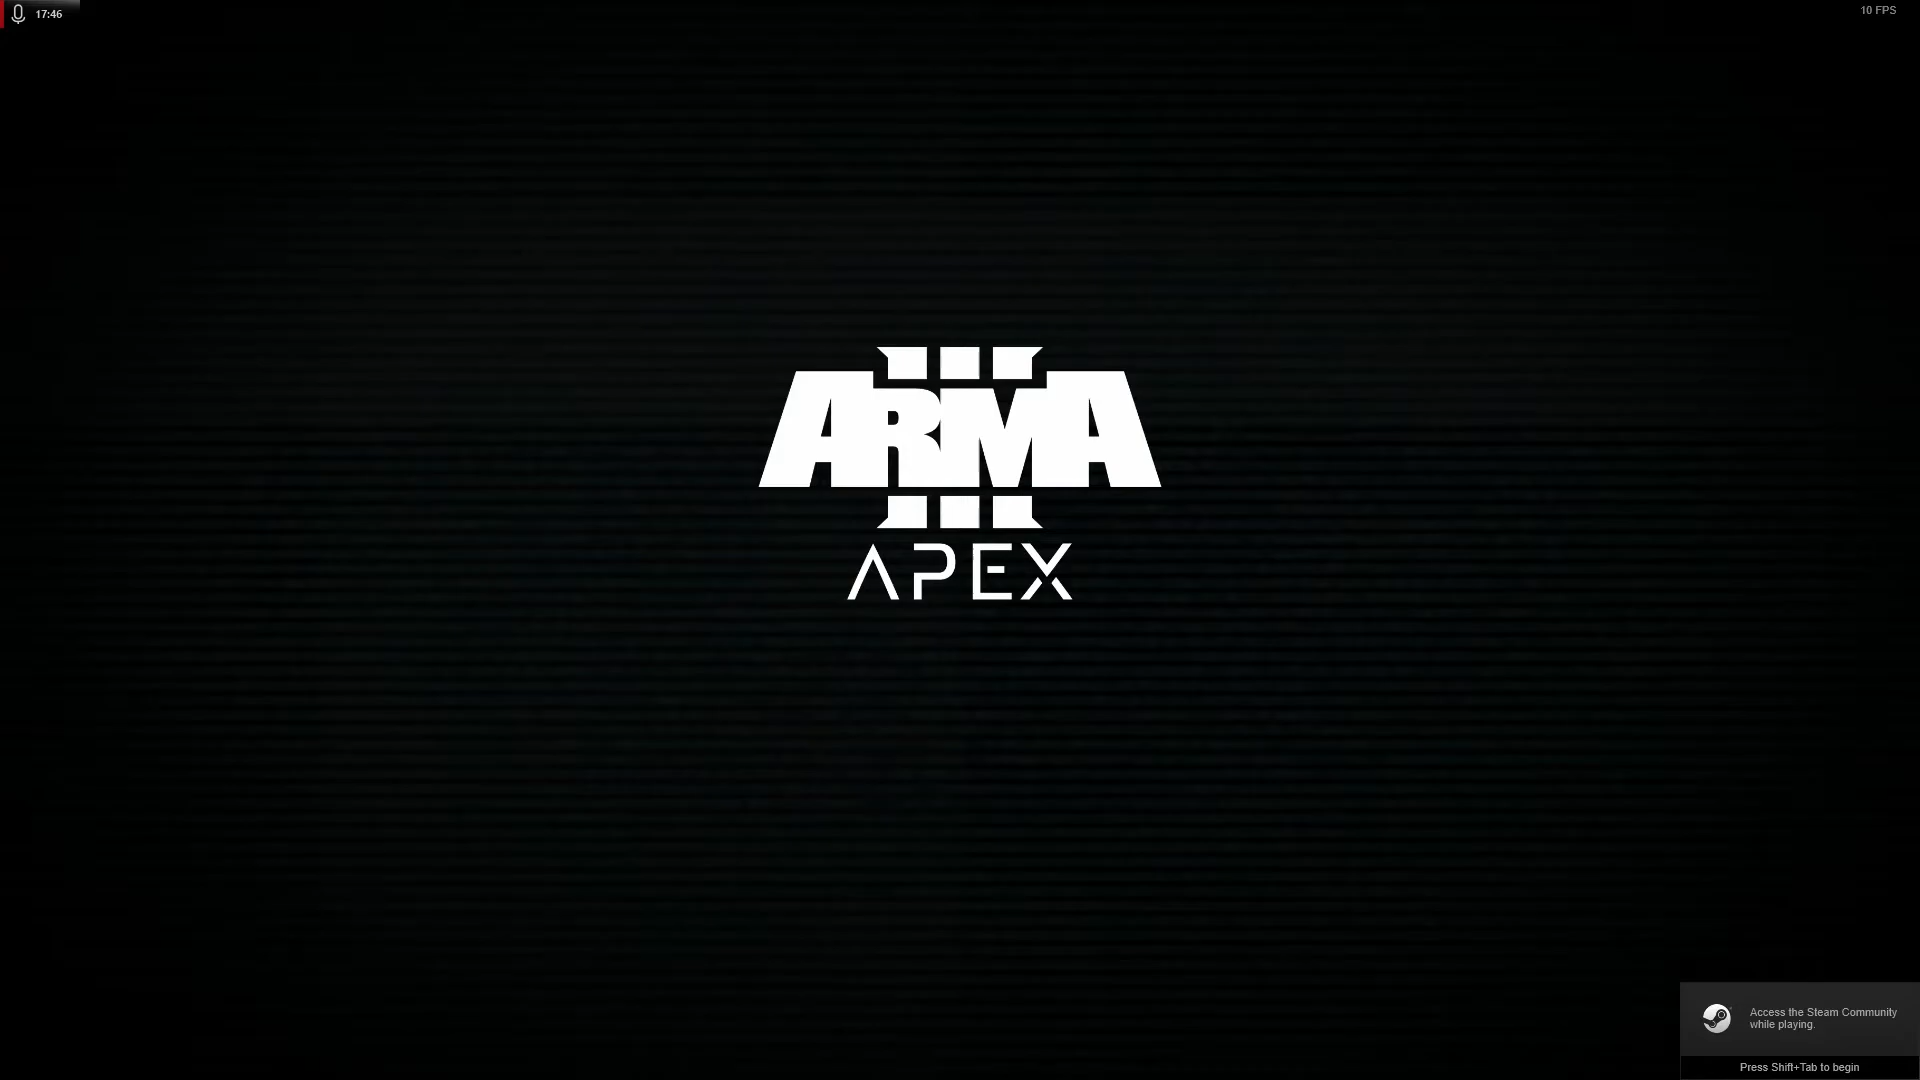 17:46
10 FPS
III
ARMA
APEX
Access the Steam Community
while playing.
Press Shift+Tab to begin